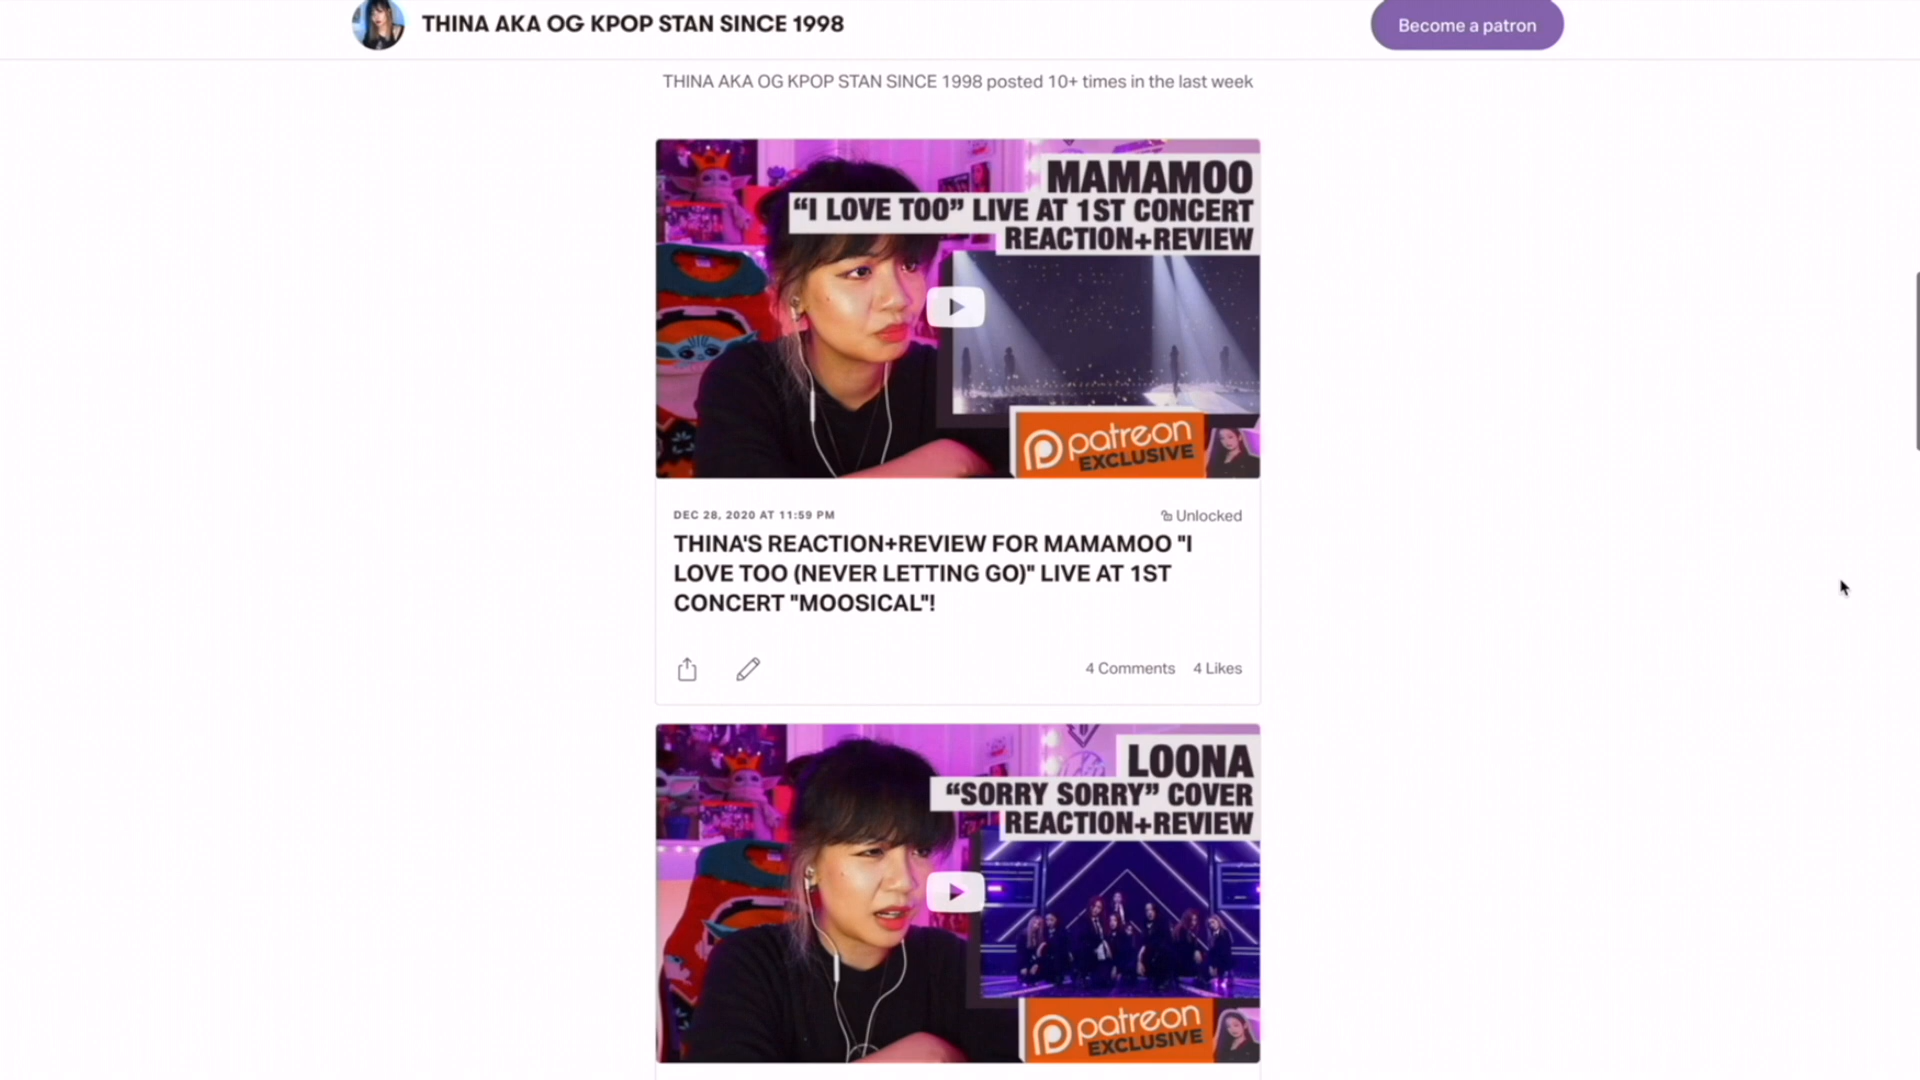 THINA AKA OG KPOP STAN SINCE 1998
Become a patron
THINA AKA OG KPOP STAN SINCE 1998 posted 10+ times in the last week
MAMAMOO
“I LOVE TOO” LIVE AT 1ST CONCERT
REACTION+REVIEW
patreon
EXCLUSIVE
DEC 28, 2020 AT 11:59 PM
Unlocked
THINA'S REACTION+REVIEW FOR MAMAMOO "I
LOVE TOO (NEVER LETTING GO)" LIVE AT 1ST
CONCERT "MOOSICAL"!
4 Comments 4 Likes
LOONA
“SORRY SORRY” COVER
REACTION+REVIEW
patreon
EXCLUSIVE